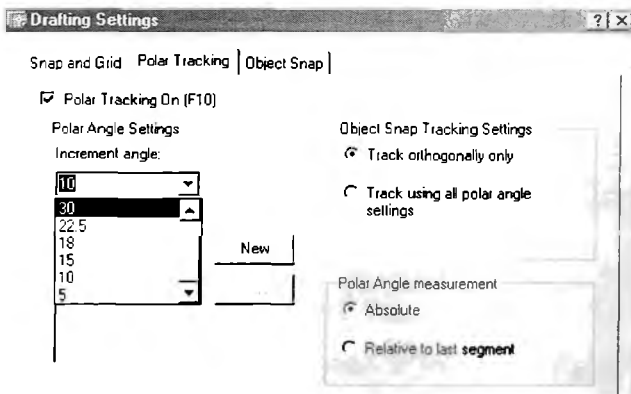 Drafting Settings
Snap and Grid Polar Tracking Object Snap
Polar Tracking On (F10)
Polar Angle Settings
Increment angle:
10
30
22.5
18
15
10
5
New
Object Snap Tracking Settings
Track orthogonally only
Track using all polar angle
settings
Polar Angle measurement
Absolute
Relative to last segment